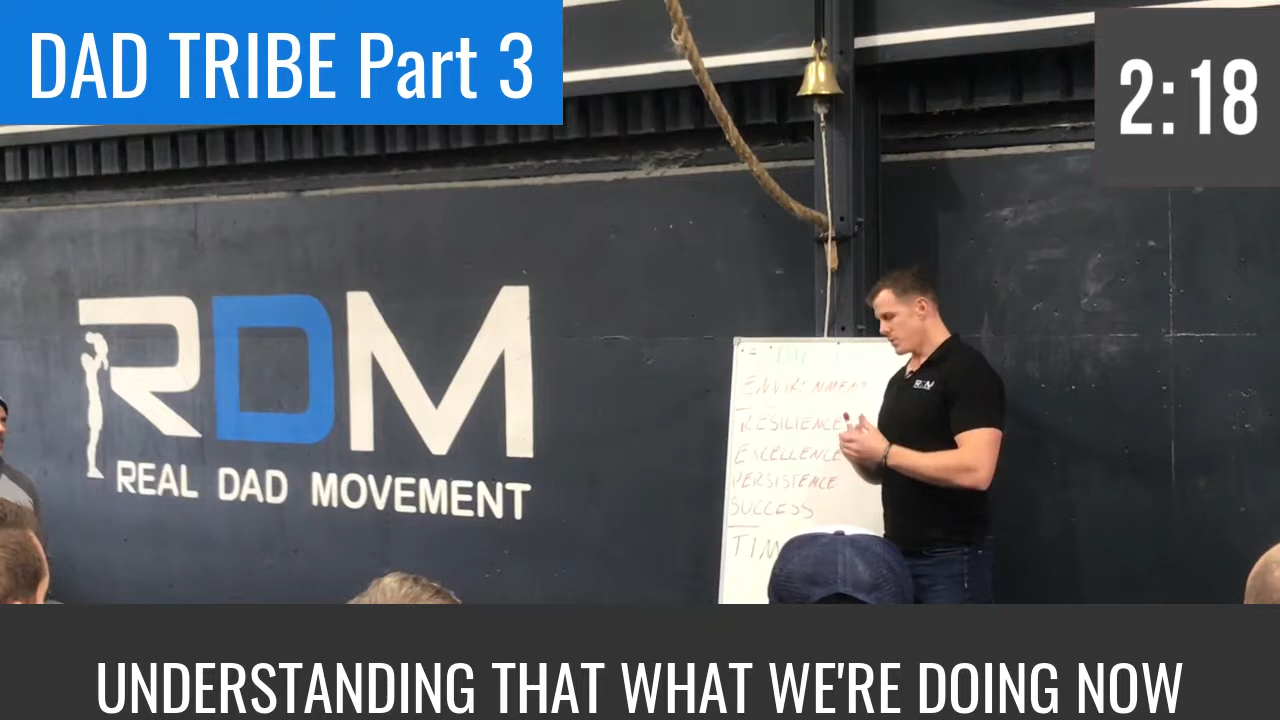 DAD TRIBE Part 3
2:18
RDM
REAL DAD MOVEMENT
RDM
ENVIRONMENT
RESILIENCE
EXCELLENCE
PERSISTENCE
SUCCESS
UNDERSTANDING THAT WHAT WE'RE DOING NOW